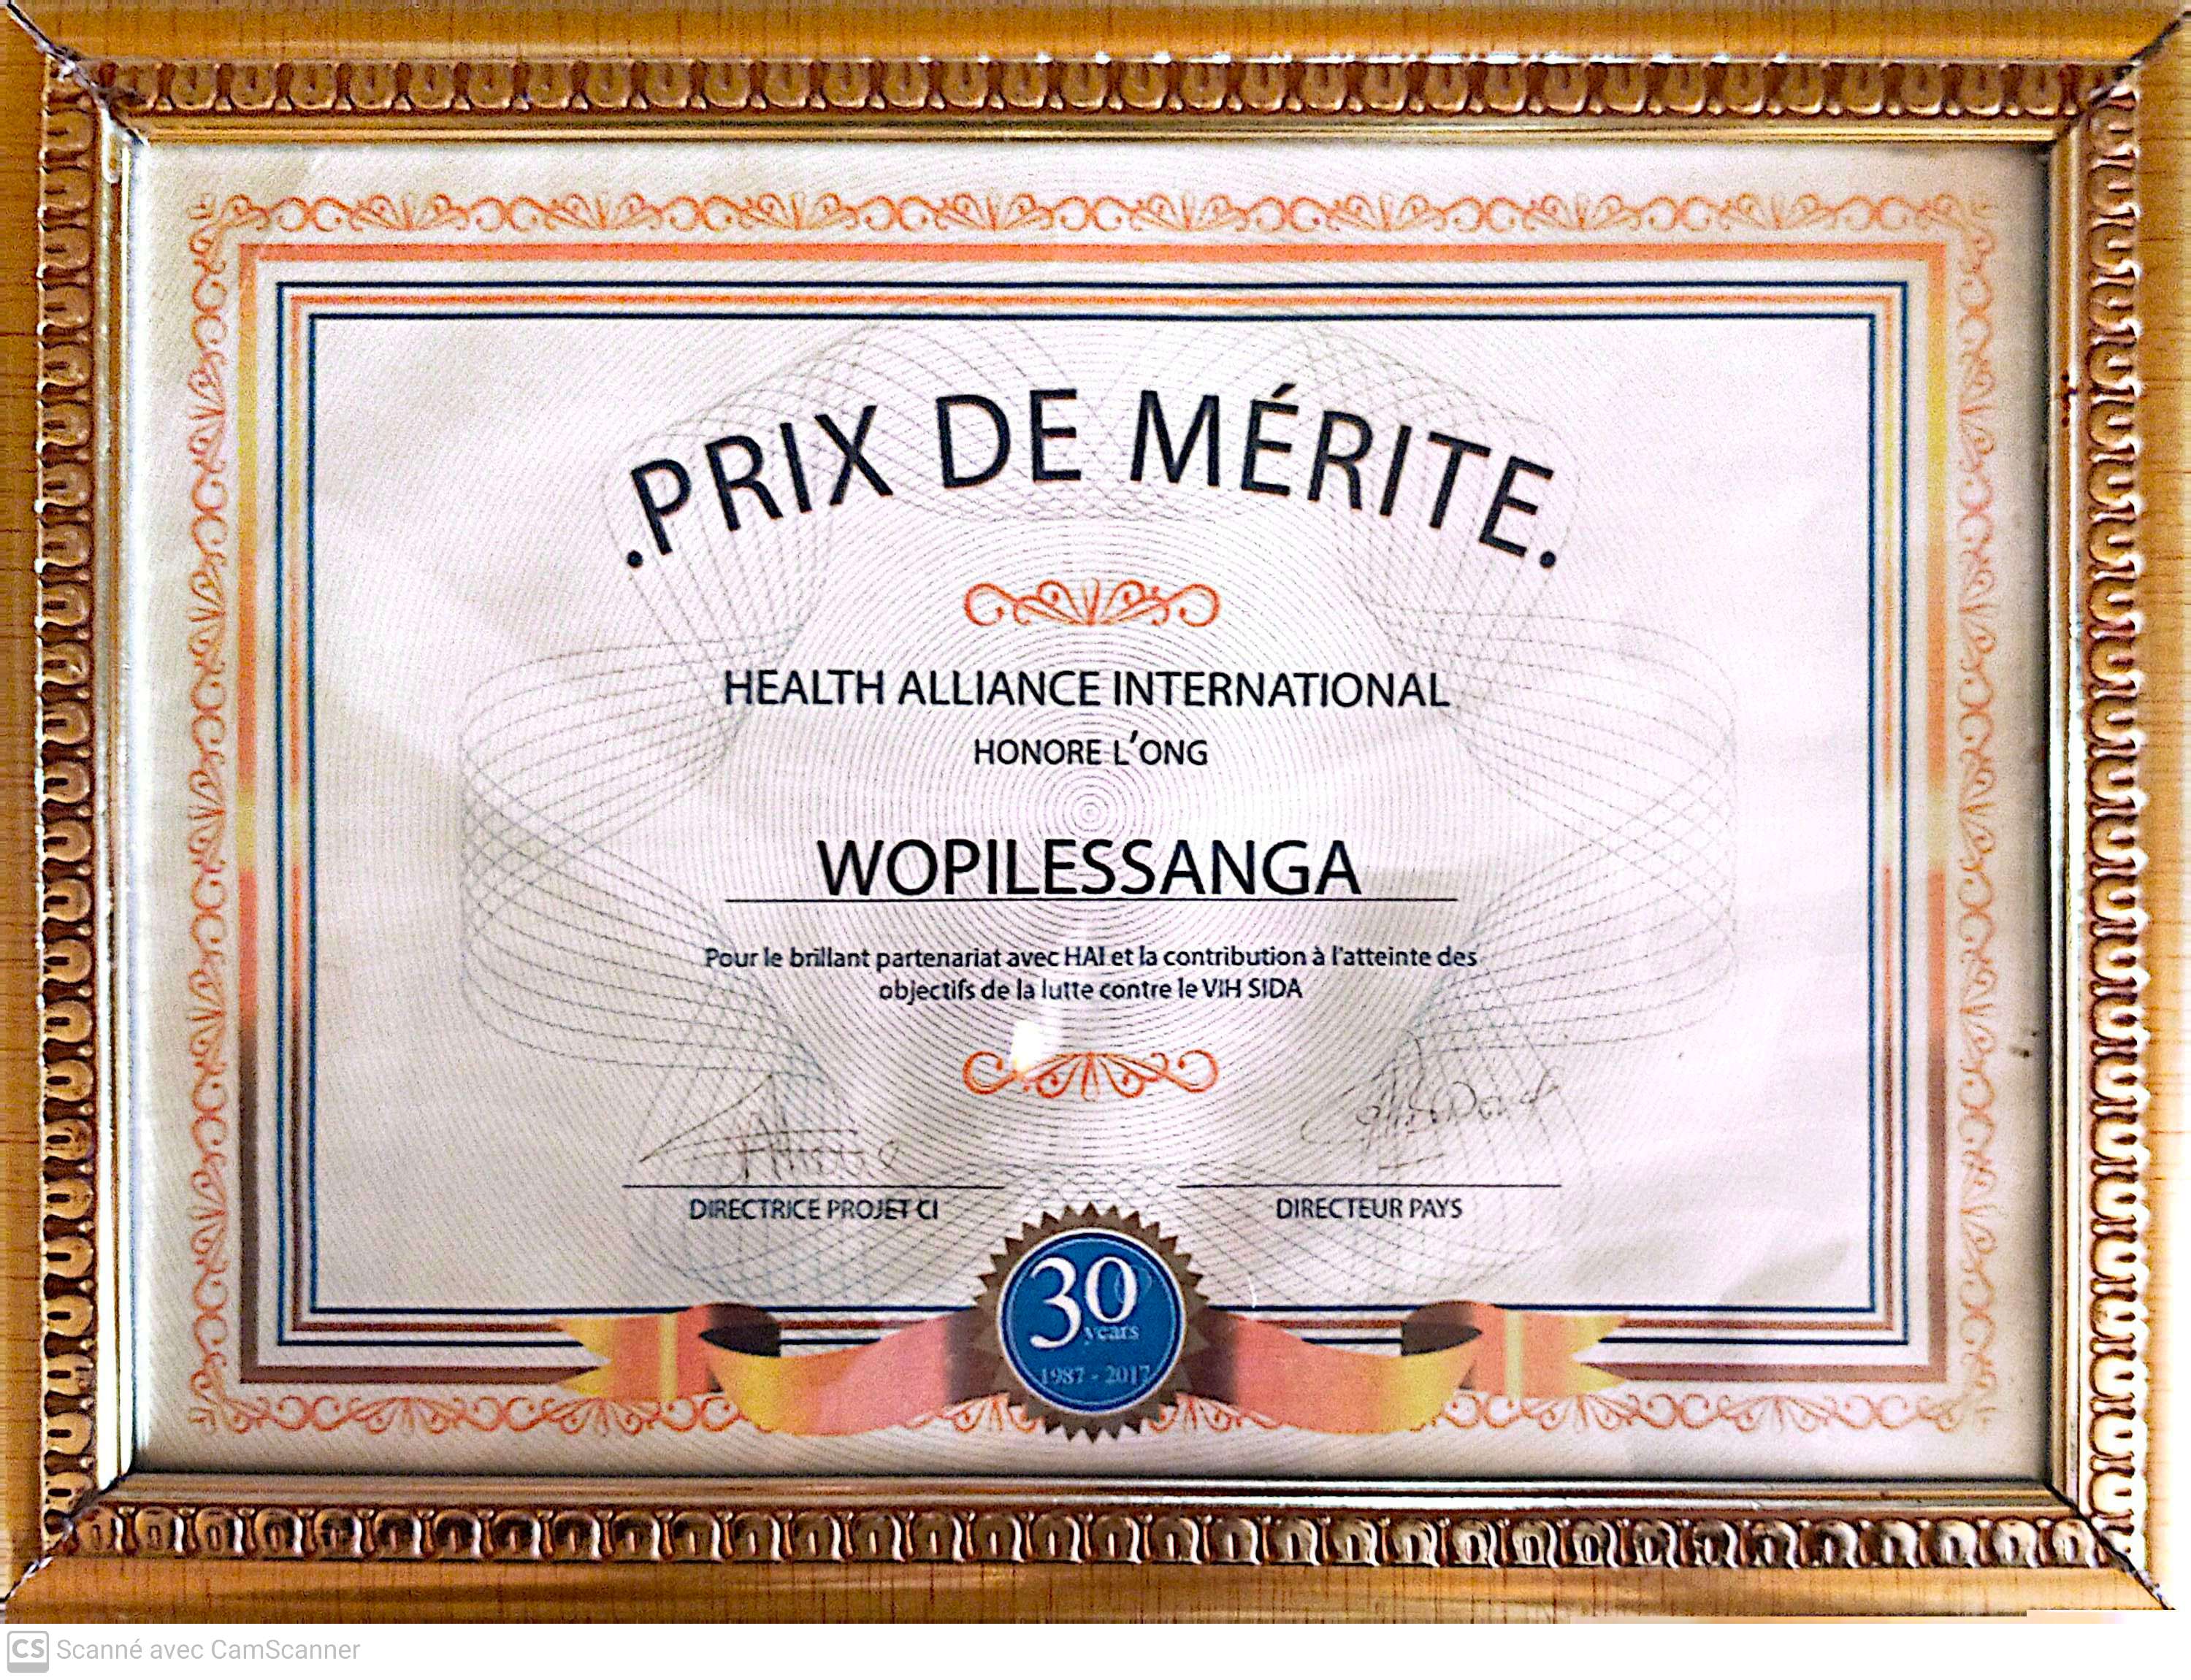 .PRIX DE MÉRITE.
HEALTH ALLIANCE INTERNATIONAL
HONORE L'ONG
WOPILESSANGA
Pour le brillant partenariat avec HAI et la contribution à l'atteinte des
objectifs de la lutte contre le VIH SIDA
DIRECTRICE PROJET CI
DIRECTEUR PAYS
30
years
1987 - 2017
CS Scanné avec CamScanner